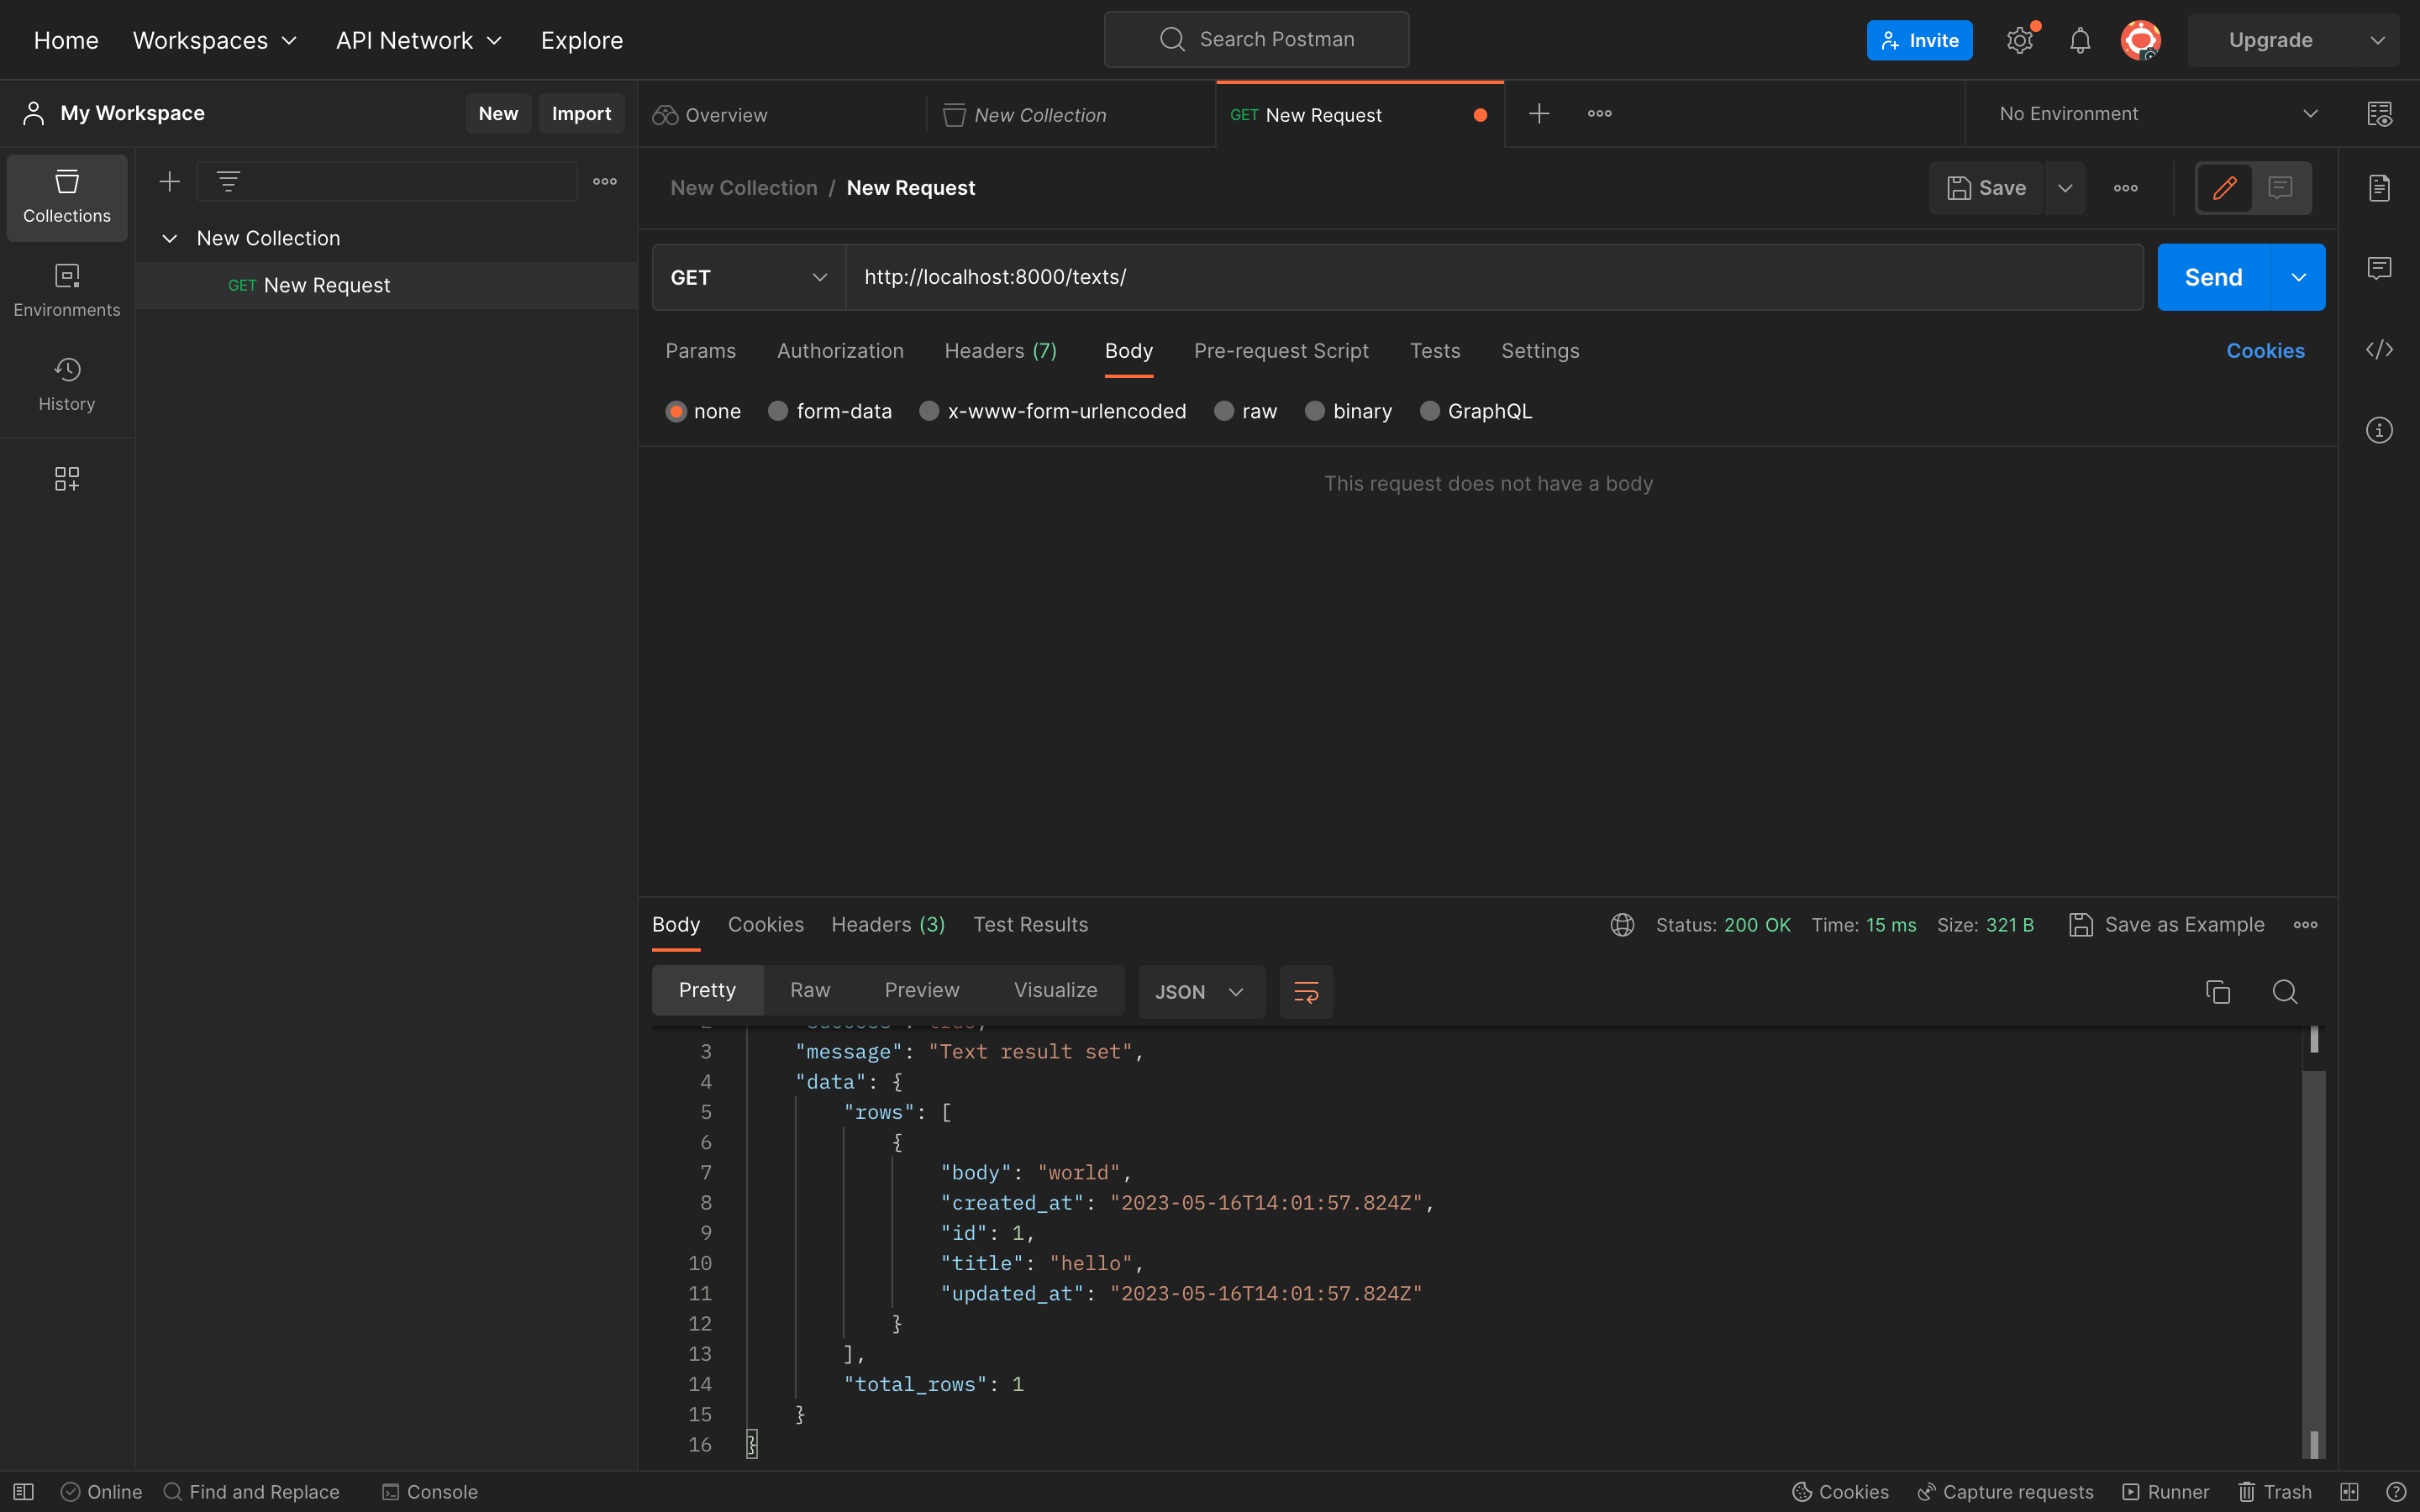 Home Workspaces API Network Explore Search Postman Invite Upgrade
My Workspace New Import Overview New Collection GET New Request No Environment
Collections
Environments
History
New Collection
GET New Request
New Collection / New Request Save
GET http://localhost:8000/texts/ Send
Params Authorization Headers (7) Body Pre-request Script Tests Settings Cookies
none form-data x-www-form-urlencoded raw binary GraphQL
This request does not have a body
Body Cookies Headers (3) Test Results Status: 200 OK Time: 15 ms Size: 321 B Save as Example
Pretty Raw Preview Visualize JSON
3 "message": "Text result set",
4 "data": {
5 "rows": [
6 {
7 "body": "world",
8 "created_at": "2023-05-16T14:01:57.824Z",
9 "id": 1,
10 "title": "hello",
11 "updated_at": "2023-05-16T14:01:57.824Z"
12 }
13 ],
14 "total_rows": 1
15 }
16 }
Online Find and Replace Console Cookies Capture requests Runner Trash